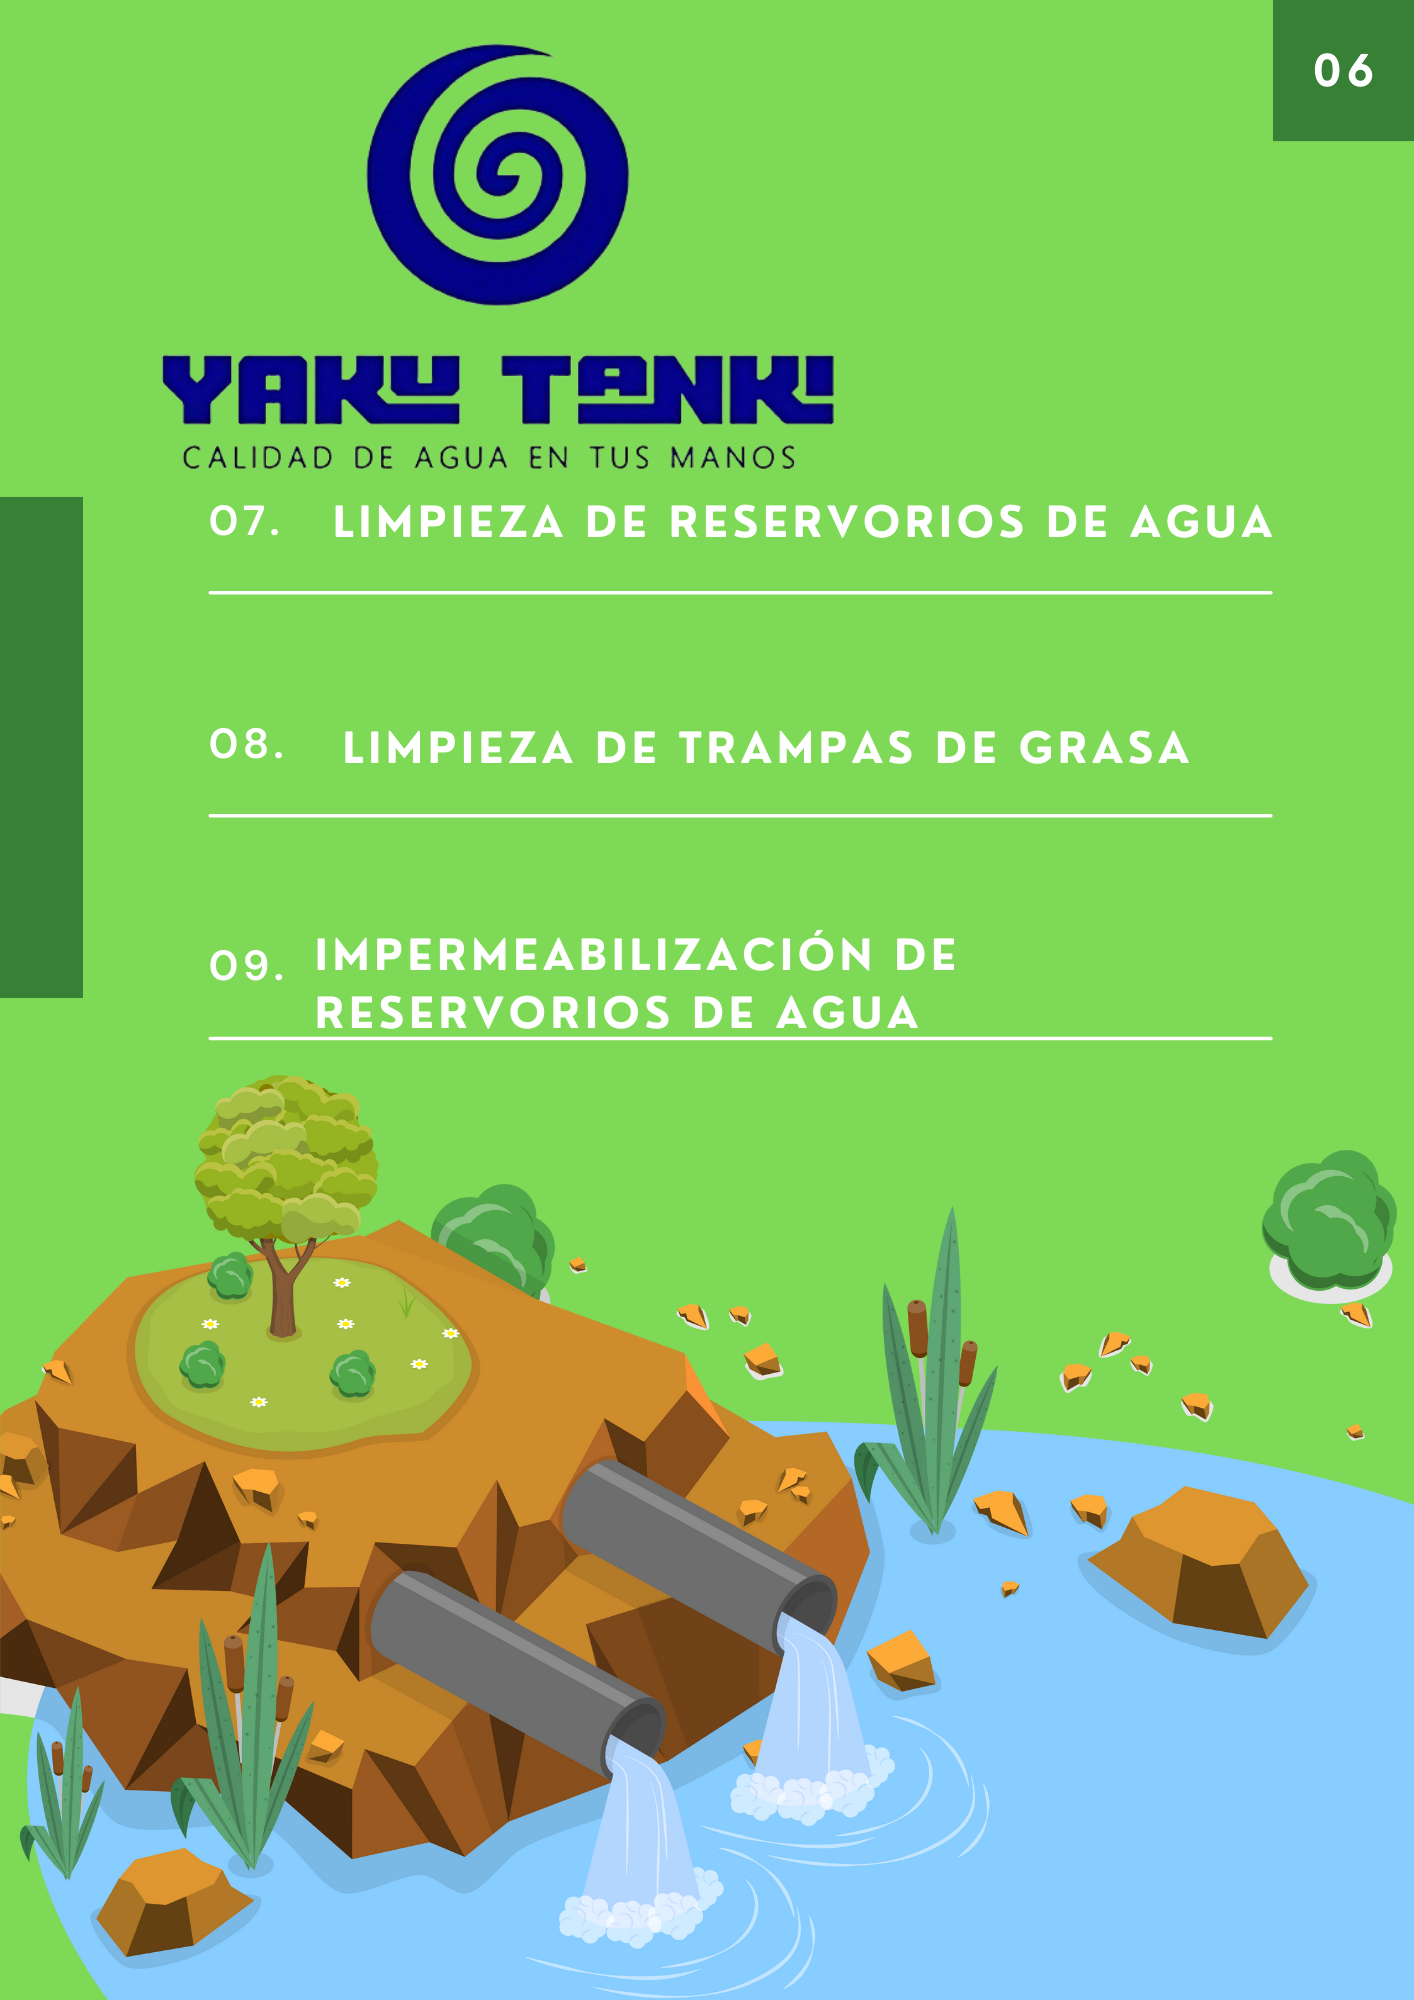 06
YAKU TANKI
CALIDAD DE AGUA EN TUS MANOS
07. LIMPIEZA DE RESERVORIOS DE AGUA
08. LIMPIEZA DE TRAMPAS DE GRASA
09. IMPERMEABILIZACIÓN DE
RESERVORIOS DE AGUA